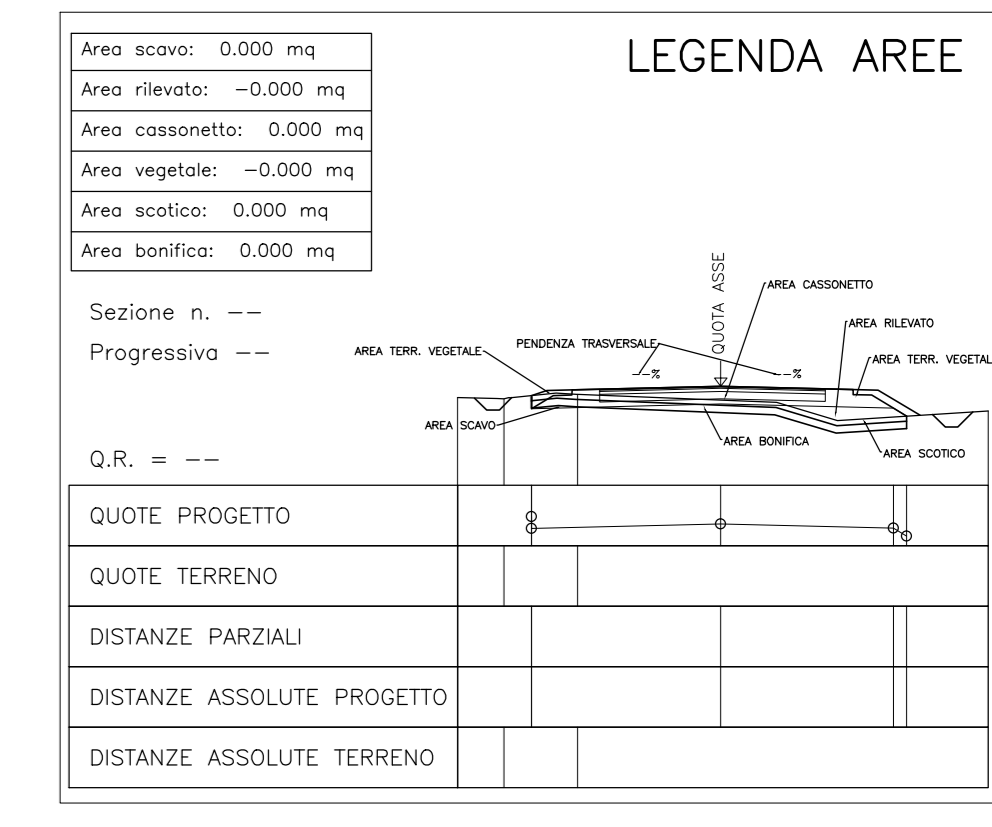 Area scavo: 0.000 mq
Area rilevato: -0.000 mq
Area cassonetto: 0.000 mq
Area vegetale: -0.000 mq
Area scotico: 0.000 mq
Area bonifica: 0.000 mq
LEGENDA AREE
Sezione n. --
Progressiva --
Q.R. = --
QUOTA ASSE
AREA CASSONETTO
AREA RILEVATO
PENDENZA TRASVERSALE
AREA TERR. VEGETALE
AREA TERR. VEGETAL
--%
--%
AREA SCAVO
AREA BONIFICA
AREA SCOTICO
QUOTE PROGETTO
QUOTE TERRENO
DISTANZE PARZIALI
DISTANZE ASSOLUTE PROGETTO
DISTANZE ASSOLUTE TERRENO